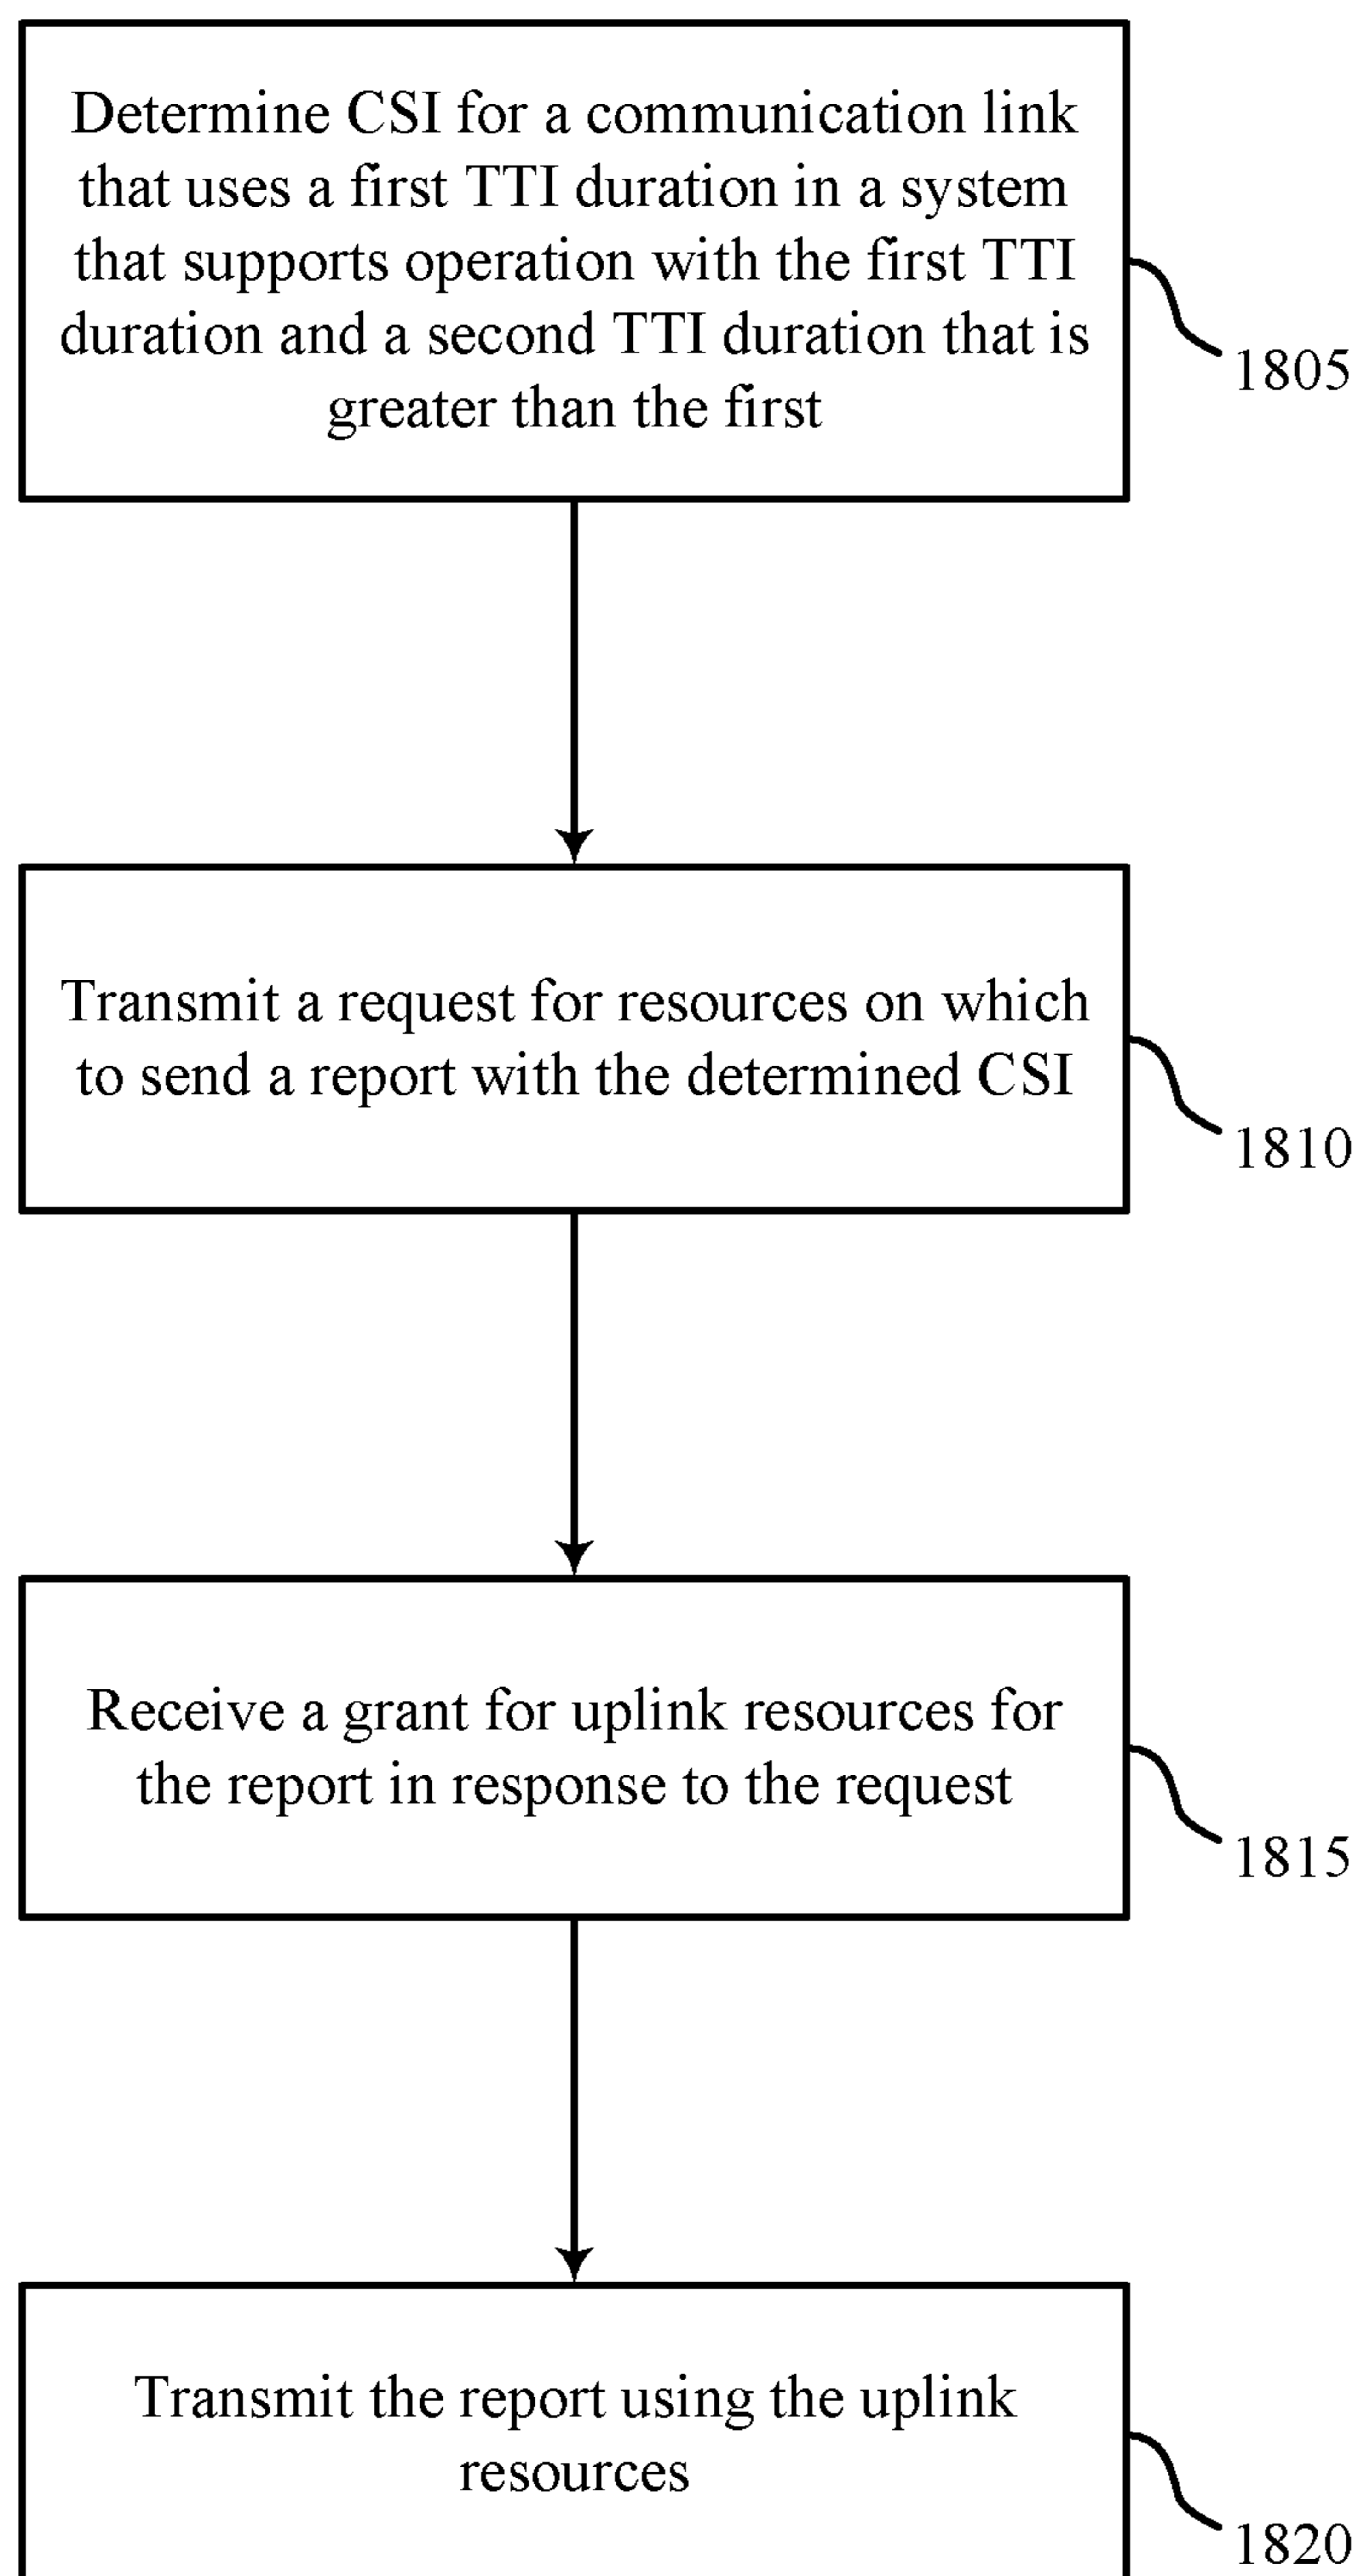 Determine CSI for a communication link
that uses a first TTI duration in a system
that supports operation with the first TTI
duration and a second TTI duration that is
greater than the first
1805
Transmit a request for resources on which
to send a report with the determined CSI
1810
Receive a grant for uplink resources for
the report in response to the request
1815
Transmit the report using the uplink
resources
1820